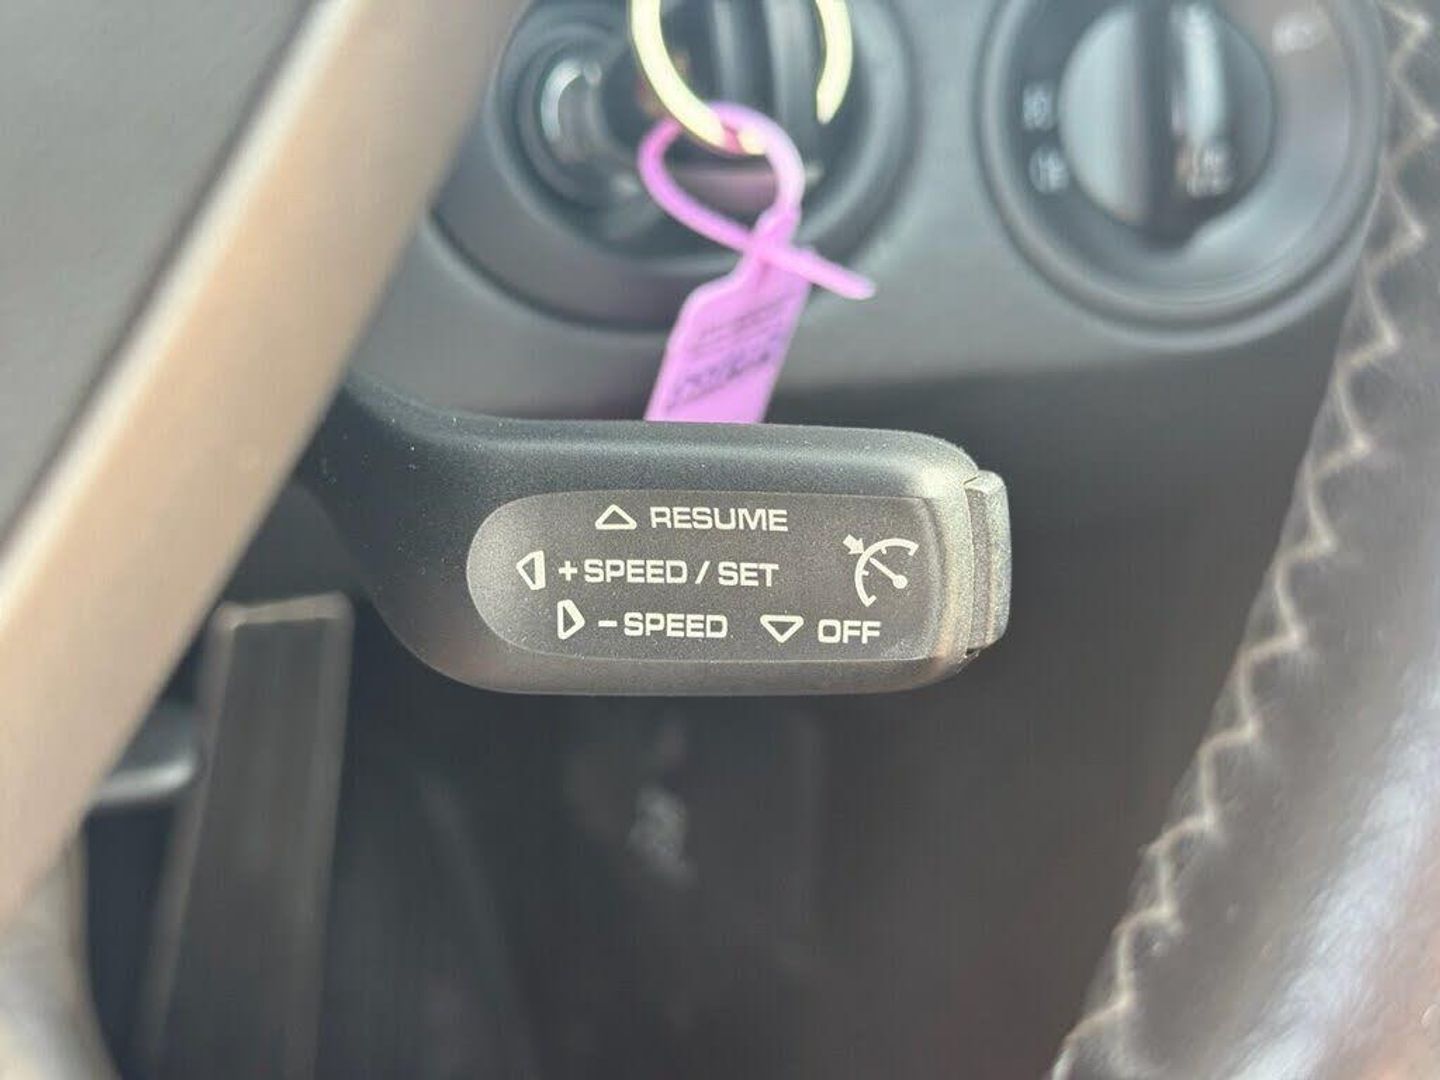 RESUME
+SPEED / SET
-SPEED OFF